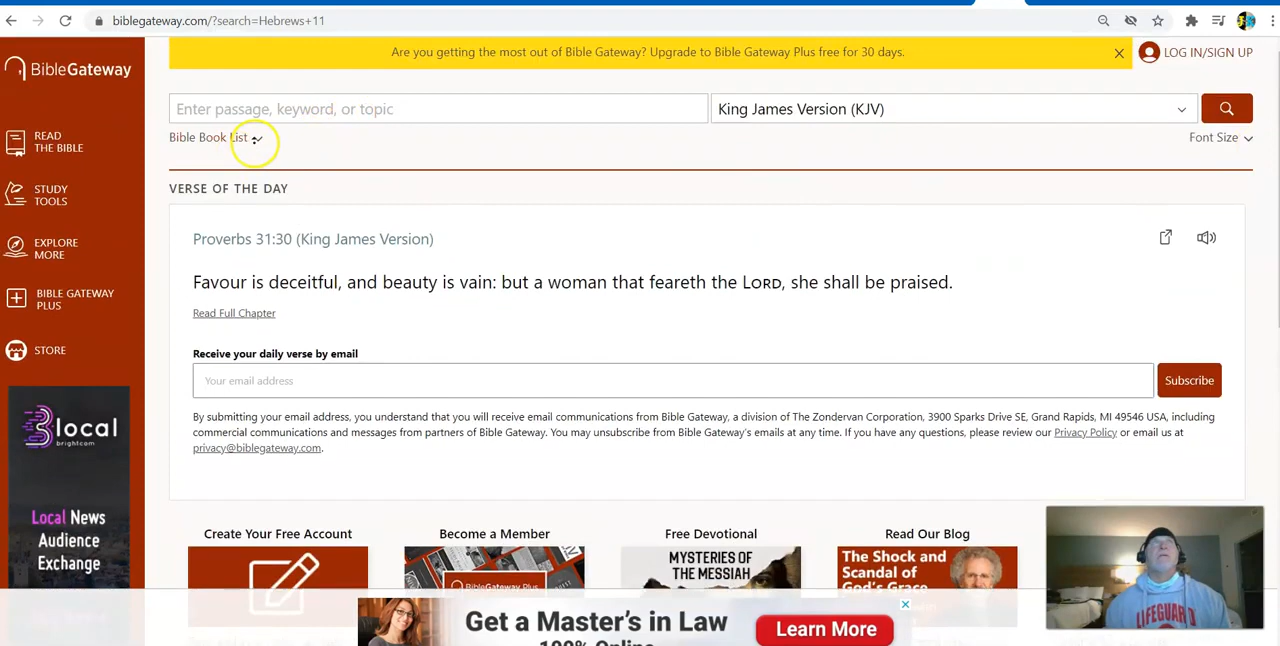 biblegateway.com/?search=Hebrews+11
Are you getting the most out of Bible Gateway? Upgrade to Bible Gateway Plus free for 30 days.
LOG IN/SIGN UP
BibleGateway
Enter passage, keyword, or topic
King James Version (KJV)
Bible Book List
Font Size
READ
THE BIBLE
STUDY
TOOLS
EXPLORE
MORE
BIBLE GATEWAY
PLUS
STORE
VERSE OF THE DAY
Proverbs 31:30 (King James Version)
Favour is deceitful, and beauty is vain: but a woman that feareth the LORD, she shall be praised.
Read Full Chapter
Receive your daily verse by email
Your email address
Subscribe
By submitting your email address, you understand that you will receive email communications from Bible Gateway, a division of The Zondervan Corporation, 3900 Sparks Drive SE, Grand Rapids, MI 49546 USA, including
commercial communications and messages from partners of Bible Gateway. You may unsubscribe from Bible Gateway's emails at any time. If you have any questions, please review our Privacy Policy or email us at
privacy@biblegateway.com.
local
brightcom
Local News
Audience
Exchange
Create Your Free Account
Become a Member
Free Devotional
Read Our Blog
BibleGateway Plus
MYSTERIES OF
THE MESSIAH
The Shock and
Scandal of
God's Grace
Get a Master's in Law
100% Online
Learn More
LIFEGUARD